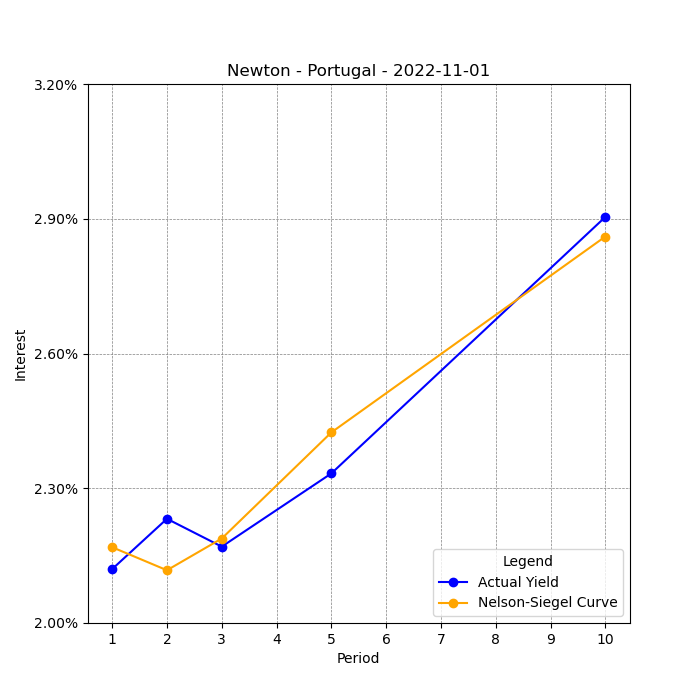 Newton - Portugal - 2022-11-01
3.20%
2.90%
2.60%
2.30%
2.00%
Interest
1 2 3 4 5 6 7 8 9 10
Period
Legend
Actual Yield
Nelson-Siegel Curve